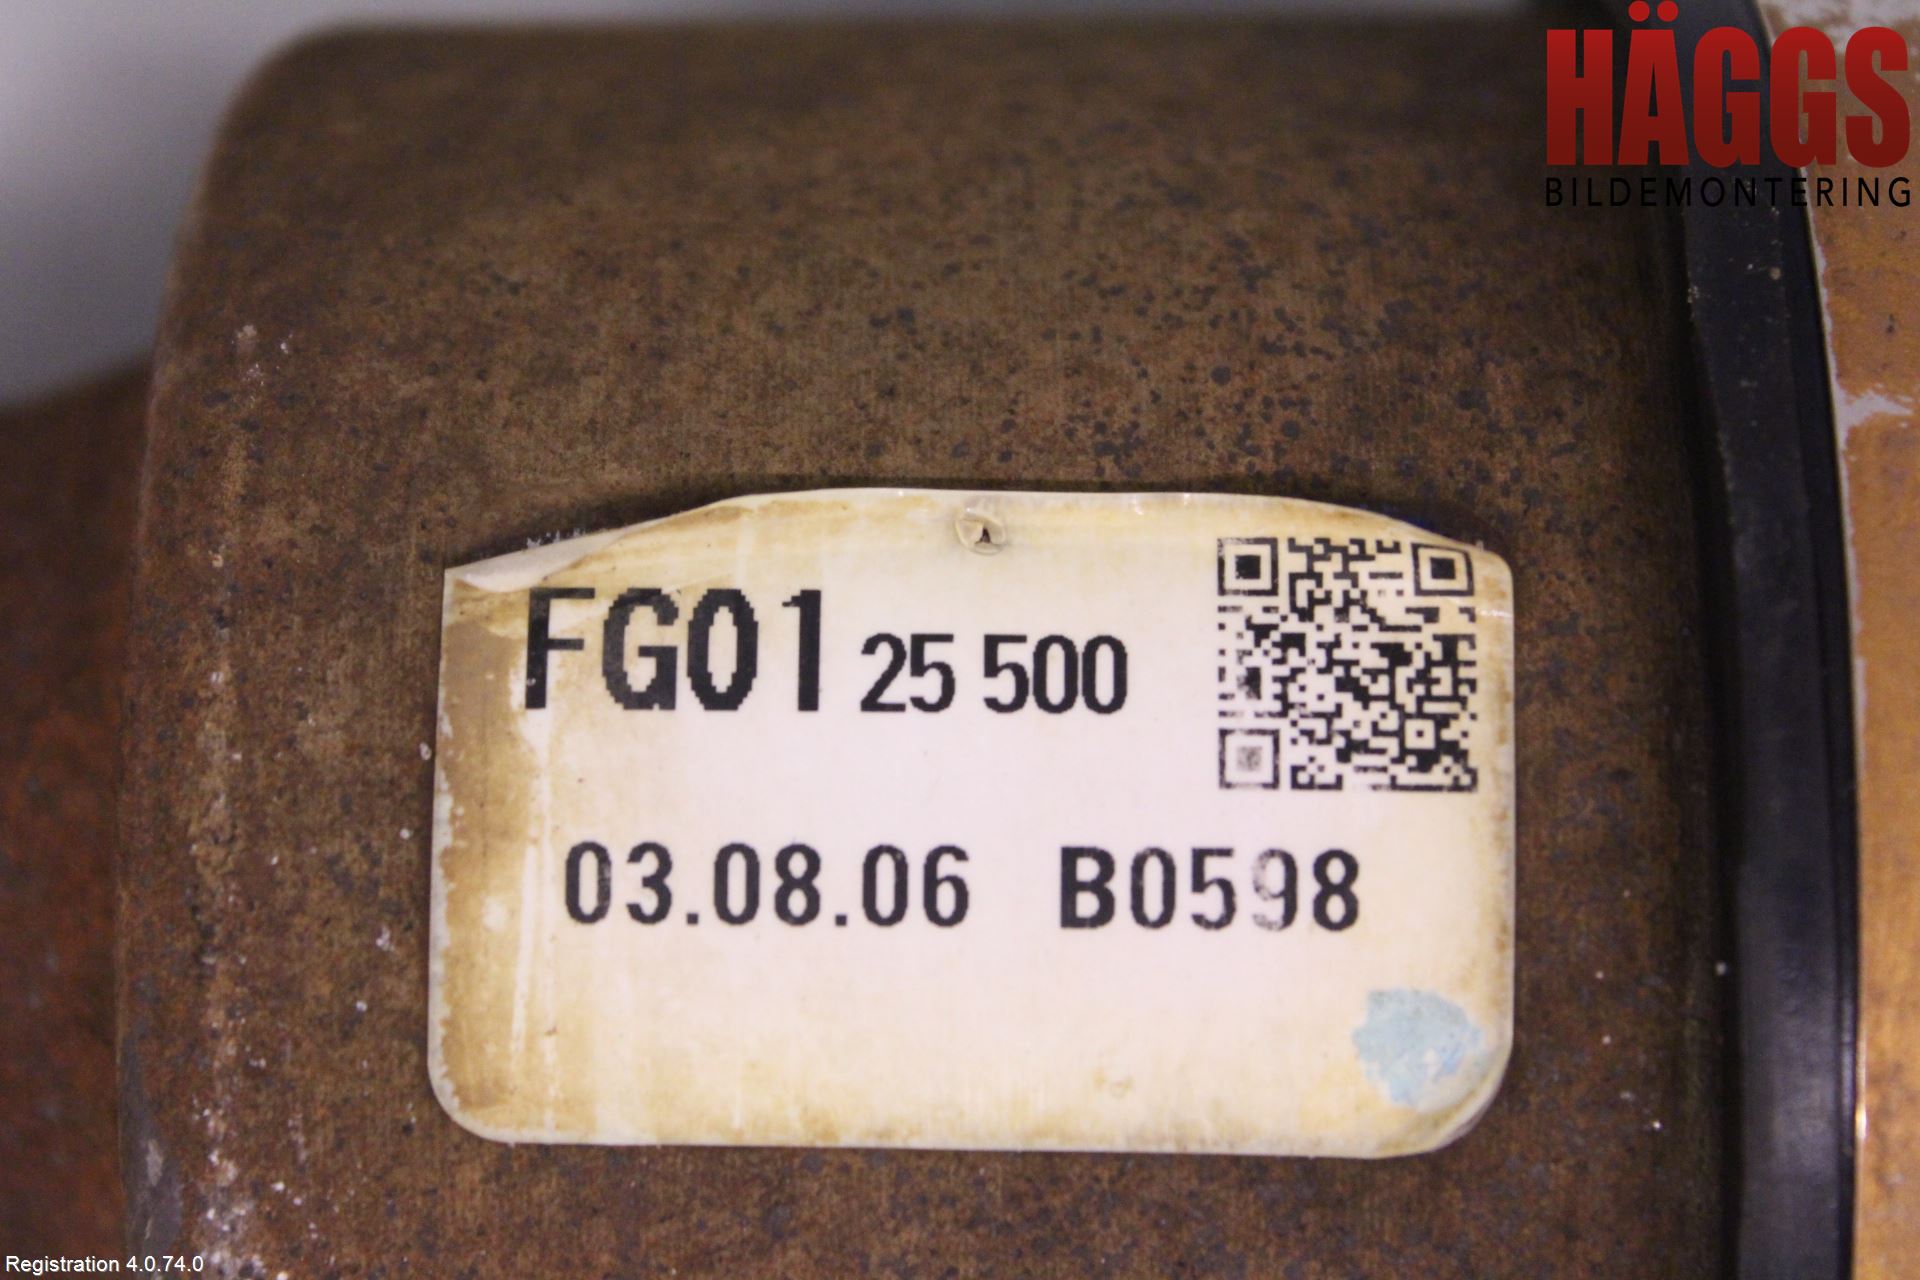 HÄGGS
BILDEMONTERING
FG01 25 500
03.08.06 B0598
Registration 4.0.74.0